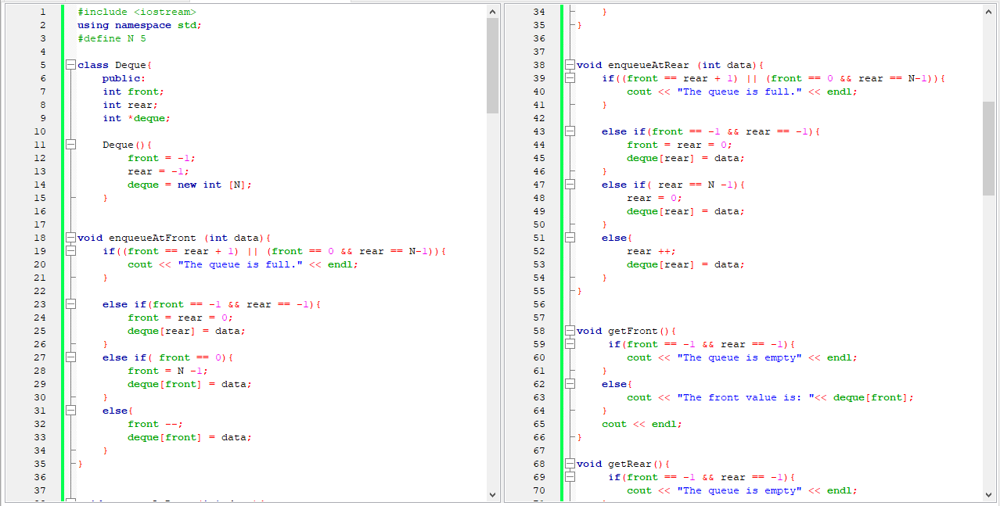 1 #include <iostream>
2 using namespace std;
3 #define N 5
4
5 class Deque{
6 public:
7 int front;
8 int rear;
9 int *deque;
10
11 Deque(){
12 front = -1;
13 rear = -1;
14 deque = new int [N];
15 }
16
17
18 void enqueueAtFront (int data){
19 if((front == rear + 1) || (front == 0 && rear == N-1)){
20 cout << "The queue is full." << endl;
21 }
22
23 else if(front == -1 && rear == -1){
24 front = rear = 0;
25 deque[rear] = data;
26 }
27 else if( front == 0){
28 front = N -1;
29 deque[front] = data;
30 }
31 else{
32 front --;
33 deque[front] = data;
34 }
35 }
36
37
34 }
35 }
36
37
38 void enqueueAtRear (int data){
39 if((front == rear + 1) || (front == 0 && rear == N-1)){
40 cout << "The queue is full." << endl;
41 }
42
43 else if(front == -1 && rear == -1){
44 front = rear = 0;
45 deque[rear] = data;
46 }
47 else if( rear == N -1){
48 rear = 0;
49 deque[rear] = data;
50 }
51 else{
52 rear ++;
53 deque[rear] = data;
54 }
55 }
56
57
58 void getFront(){
59 if(front == -1 && rear == -1){
60 cout << "The queue is empty" << endl;
61 }
62 else{
63 cout << "The front value is: "<< deque[front];
64 }
65 cout << endl;
66 }
67
68 void getRear(){
69 if(front == -1 && rear == -1){
70 cout << "The queue is empty" << endl;